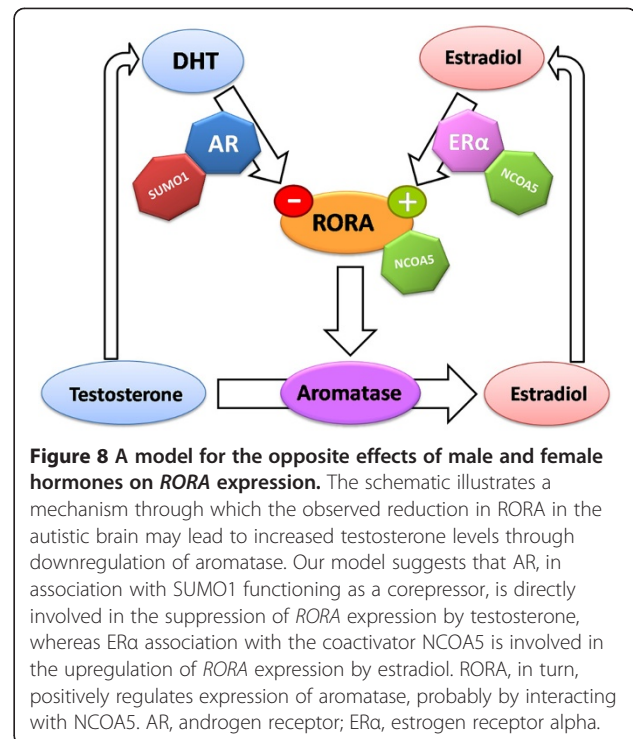 DHT
Estradiol
AR
ERα
SUMO1
NCOA5
−
+
RORA
NCOA5
Testosterone
Aromatase
Estradiol
Figure 8 A model for the opposite effects of male and female
hormones on RORA expression. The schematic illustrates a
mechanism through which the observed reduction in RORA in the
autistic brain may lead to increased testosterone levels through
downregulation of aromatase. Our model suggests that AR, in
association with SUMO1 functioning as a corepressor, is directly
involved in the suppression of RORA expression by testosterone,
whereas ERα association with the coactivator NCOA5 is involved in
the upregulation of RORA expression by estradiol. RORA, in turn,
positively regulates expression of aromatase, probably by interacting
with NCOA5. AR, androgen receptor; ERα, estrogen receptor alpha.